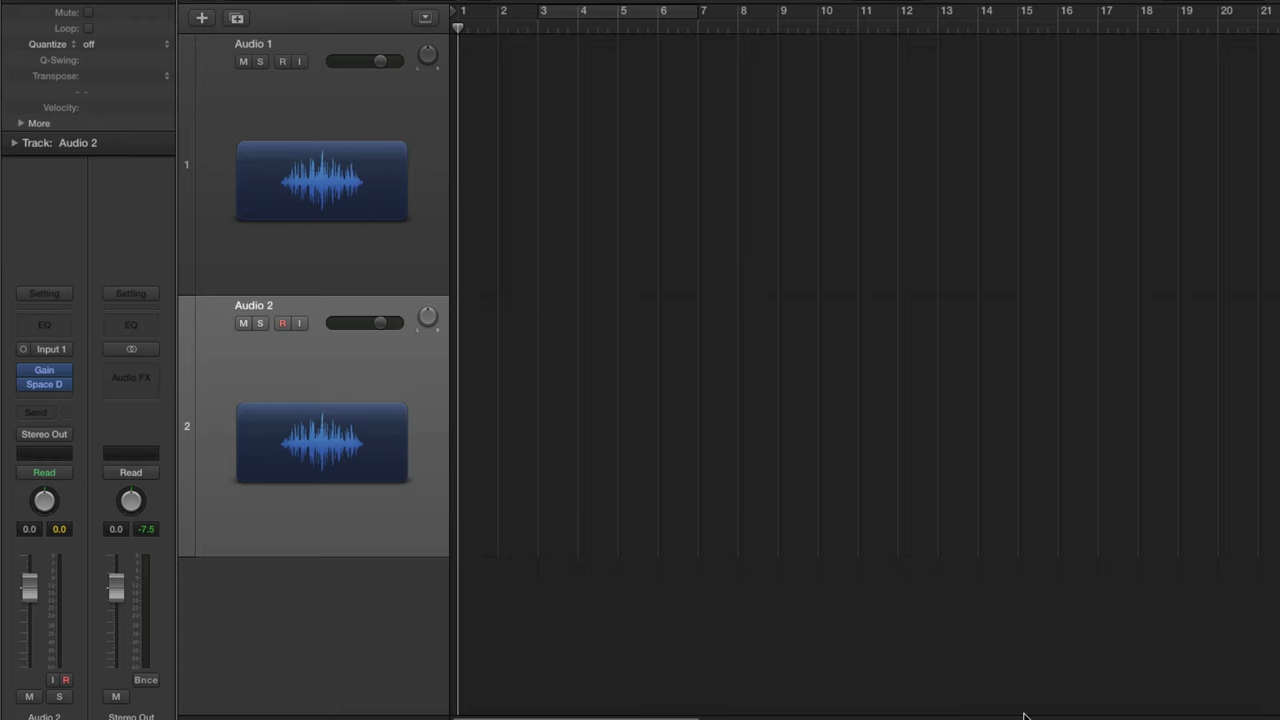 Mute:
Loop:
Quantize off
Q-Swing:
Transpose:
- -
Velocity:
More
Track: Audio 2
Setting Setting
EQ EQ
Input 1
Gain
Space D
Audio FX
Send
Stereo Out
Read Read
0.0 0.0 0.0 -7.5
I R Bnce
M S M
Audio 2 Stereo Out
1 2 3 4 5 6 7 8 9 10 11 12 13 14 15 16 17 18 19 20 21
Audio 1
M S R I
L R
1
Audio 2
M S R I
L R
2